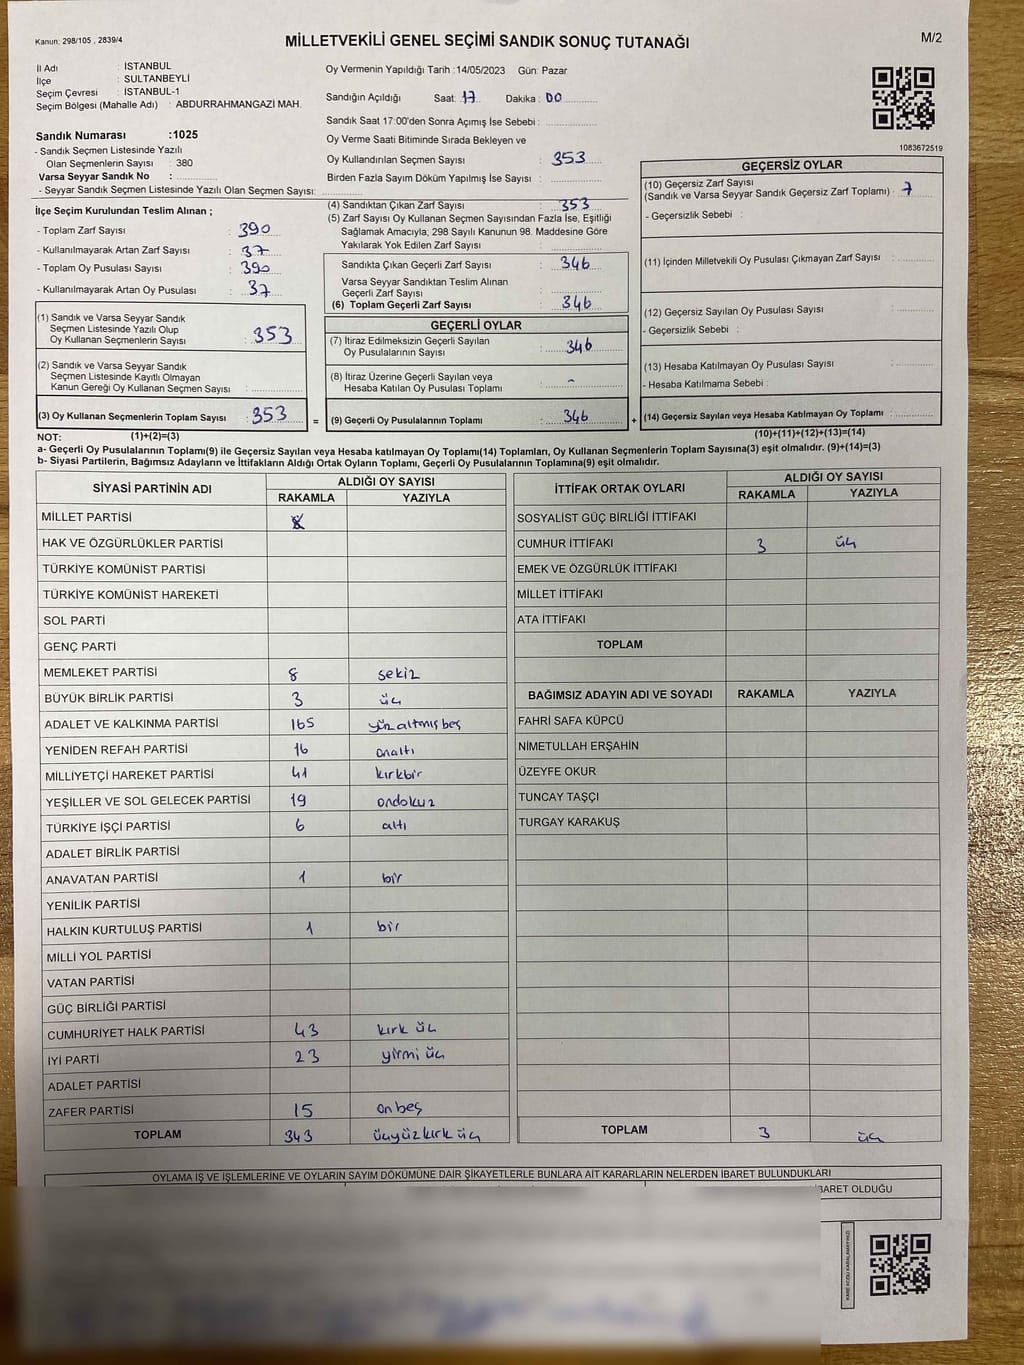 Kanun: 298/105 , 2839/4
MİLLETVEKİLİ GENEL SEÇİMİ SANDIK SONUÇ TUTANAĞI
M/2
İl Adı : İSTANBUL
İlçe : SULTANBEYLİ
Seçim Çevresi : İSTANBUL-1
Seçim Bölgesi (Mahalle Adı) : ABDURRAHMANGAZİ MAH.
Sandık Numarası :1025
- Sandık Seçmen Listesinde Yazılı
Olan Seçmenlerin Sayısı : 380
Varsa Seyyar Sandık No :
- Seyyar Sandık Seçmen Listesinde Yazılı Olan Seçmen Sayısı:
Oy Vermenin Yapıldığı Tarih :14/05/2023 Gün: Pazar
Sandığın Açıldığı Saat: 17 Dakika : 00
Sandık Saat 17:00'den Sonra Açımış İse Sebebi :
Oy Verme Saati Bitiminde Sırada Bekleyen ve
Oy Kullandırılan Seçmen Sayısı : 353
Birden Fazla Sayım Döküm Yapılmış İse Sayısı :
1083672519
İlçe Seçim Kurulundan Teslim Alınan ;
- Toplam Zarf Sayısı : 390
- Kullanılmayarak Artan Zarf Sayısı : 37
- Toplam Oy Pusulası Sayısı : 390
- Kullanılmayarak Artan Oy Pusulası : 37
(1) Sandık ve Varsa Seyyar Sandık
Seçmen Listesinde Yazılı Olup
Oy Kullanan Seçmenlerin Sayısı : 353
(2) Sandık ve Varsa Seyyar Sandık
Seçmen Listesinde Kayıtlı Olmayan
Kanun Gereği Oy Kullanan Seçmen Sayısı :
(3) Oy Kullanan Seçmenlerin Toplam Sayısı : 353 =
(4) Sandıktan Çıkan Zarf Sayısı : 353
(5) Zarf Sayısı Oy Kullanan Seçmen Sayısından Fazla İse, Eşitliği
Sağlamak Amacıyla; 298 Sayılı Kanunun 98. Maddesine Göre
Yakılarak Yok Edilen Zarf Sayısı :
Sandıkta Çıkan Geçerli Zarf Sayısı : 346
Varsa Seyyar Sandıktan Teslim Alınan
Geçerli Zarf Sayısı :
(6) Toplam Geçerli Zarf Sayısı : 346
GEÇERLİ OYLAR
(7) İtiraz Edilmeksizin Geçerli Sayılan
Oy Pusulalarının Sayısı : 346
(8) İtiraz Üzerine Geçerli Sayılan veya
Hesaba Katılan Oy Pusulası Toplamı : -
(9) Geçerli Oy Pusulalarının Toplamı : 346 +
GEÇERSİZ OYLAR
(10) Geçersiz Zarf Sayısı
(Sandık ve Varsa Seyyar Sandık Geçersiz Zarf Toplamı) : 7
- Geçersizlik Sebebi :
(11) İçinden Milletvekili Oy Pusulası Çıkmayan Zarf Sayısı :
(12) Geçersiz Sayılan Oy Pusulası Sayısı :
- Geçersizlik Sebebi :
(13) Hesaba Katılmayan Oy Pusulası Sayısı :
- Hesaba Katılmama Sebebi :
(14) Geçersiz Sayılan veya Hesaba Katılmayan Oy Toplamı :
NOT: (1)+(2)=(3)
(10)+(11)+(12)+(13)=(14)
a- Geçerli Oy Pusulalarının Toplamı(9) ile Geçersiz Sayılan veya Hesaba katılmayan Oy Toplamı(14) Toplamları, Oy Kullanan Seçmenlerin Toplam Sayısına(3) eşit olmalıdır. (9)+(14)=(3)
b- Siyasi Partilerin, Bağımsız Adayların ve İttifakların Aldığı Ortak Oyların Toplamı, Geçerli Oy Pusulalarının Toplamına(9) eşit olmalıdır.
SİYASİ PARTİNİN ADI
ALDIĞI OY SAYISI
RAKAMLA YAZIYLA
MİLLET PARTİSİ
HAK VE ÖZGÜRLÜKLER PARTİSİ
TÜRKİYE KOMÜNİST PARTİSİ
TÜRKİYE KOMÜNİST HAREKETİ
SOL PARTİ
GENÇ PARTİ
MEMLEKET PARTİSİ 8 sekiz
BÜYÜK BİRLİK PARTİSİ 3 üç
ADALET VE KALKINMA PARTİSİ 165 yüzaltmışbeş
YENİDEN REFAH PARTİSİ 16 onaltı
MİLLİYETÇİ HAREKET PARTİSİ 41 kırkbir
YEŞİLLER VE SOL GELECEK PARTİSİ 19 ondokuz
TÜRKİYE İŞÇİ PARTİSİ 6 altı
ADALET BİRLİK PARTİSİ
ANAVATAN PARTİSİ 1 bir
YENİLİK PARTİSİ
HALKIN KURTULUŞ PARTİSİ 1 bir
MİLLİ YOL PARTİSİ
VATAN PARTİSİ
GÜÇ BİRLİĞİ PARTİSİ
CUMHURİYET HALK PARTİSİ 43 kırk üç
İYİ PARTİ 23 yirmi üç
ADALET PARTİSİ
ZAFER PARTİSİ 15 onbeş
TOPLAM 343 üçyüzkırk üç
İTTİFAK ORTAK OYLARI
ALDIĞI OY SAYISI
RAKAMLA YAZIYLA
SOSYALİST GÜÇ BİRLİĞİ İTTİFAKI
CUMHUR İTTİFAKI 3 üç
EMEK VE ÖZGÜRLÜK İTTİFAKI
MİLLET İTTİFAKI
ATA İTTİFAKI
TOPLAM
BAĞIMSIZ ADAYIN ADI VE SOYADI RAKAMLA YAZIYLA
FAHRİ SAFA KÜPCÜ
NİMETULLAH ERŞAHİN
ÜZEYFE OKUR
TUNCAY TAŞÇI
TURGAY KARAKUŞ
TOPLAM 3 üç
OYLAMA İŞ VE İŞLEMLERİNE VE OYLARIN SAYIM DÖKÜMÜNE DAİR ŞİKAYETLERLE BUNLARA AİT KARARLARIN NELERDEN İBARET BULUNDUKLARI
İBARET OLDUĞU